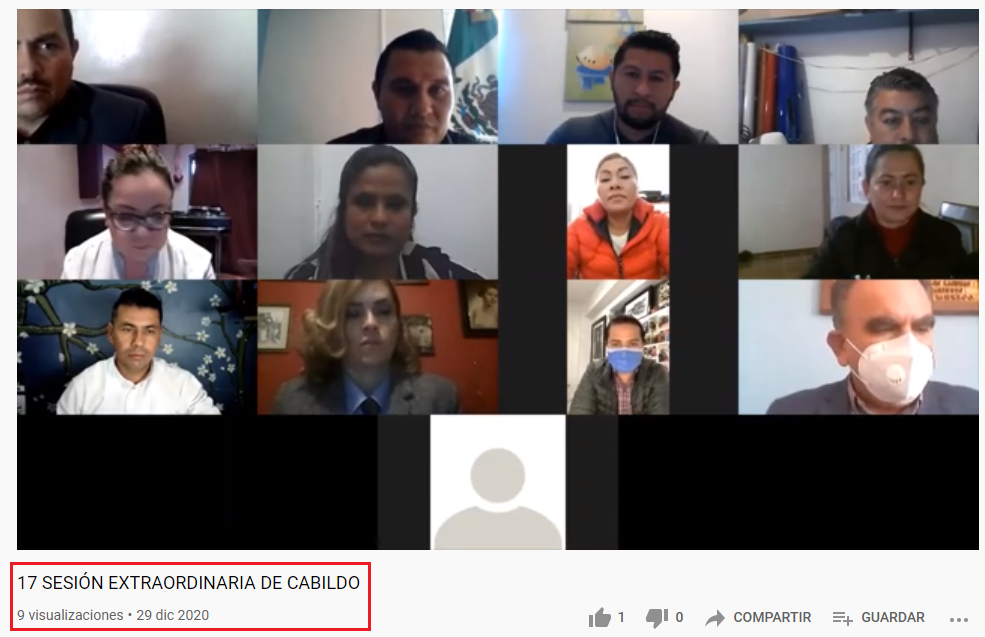 17 SESIÓN EXTRAORDINARIA DE CABILDO
9 visualizaciones • 29 dic 2020
1 0 COMPARTIR GUARDAR ...